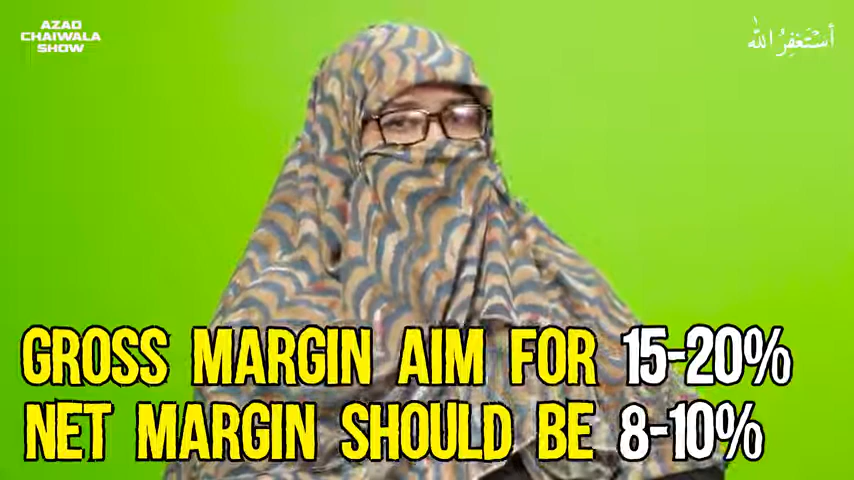 AZAD
CHAIWALA
SHOW
أستغفر الله
GROSS MARGIN AIM FOR 15-20%
NET MARGIN SHOULD BE 8-10%